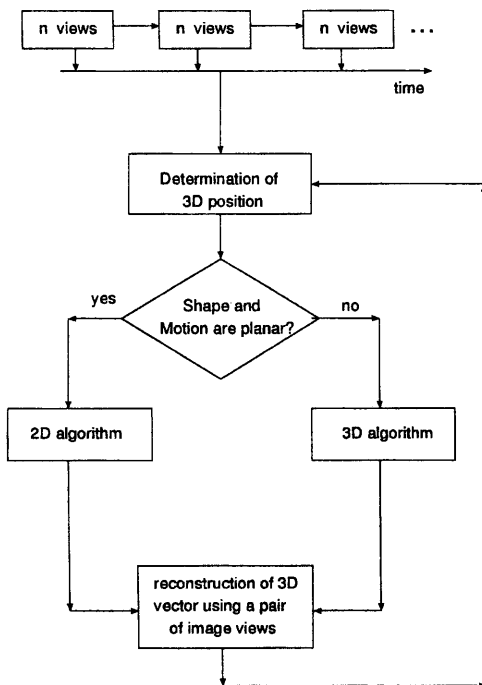 n views n views n views ...
time
Determination of
3D position
Shape and
Motion are planar?
yes
no
2D algorithm
3D algorithm
reconstruction of 3D
vector using a pair
of image views